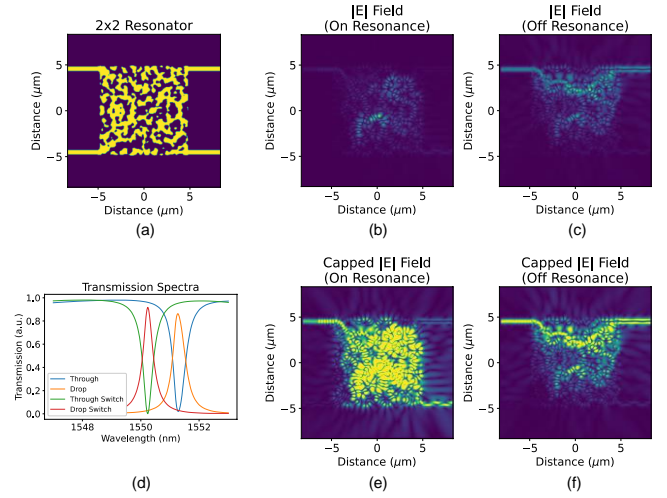 2x2 Resonator
Distance (μm)
5
0
−5
−5
0
5
Distance (μm)
(a)
|E| Field
(On Resonance)
Distance (μm)
5
0
−5
−5
0
5
Distance (μm)
(b)
|E| Field
(Off Resonance)
Distance (μm)
5
0
−5
−5
0
5
Distance (μm)
(c)
Transmission Spectra
Transmission (a.u.)
1.0
0.8
0.6
0.4
0.2
0.0
Through
Drop
Through Switch
Drop Switch
1548
1550
1552
Wavelength (nm)
(d)
Capped |E| Field
(On Resonance)
Distance (μm)
5
0
−5
−5
0
5
Distance (μm)
(e)
Capped |E| Field
(Off Resonance)
Distance (μm)
5
0
−5
−5
0
5
Distance (μm)
(f)